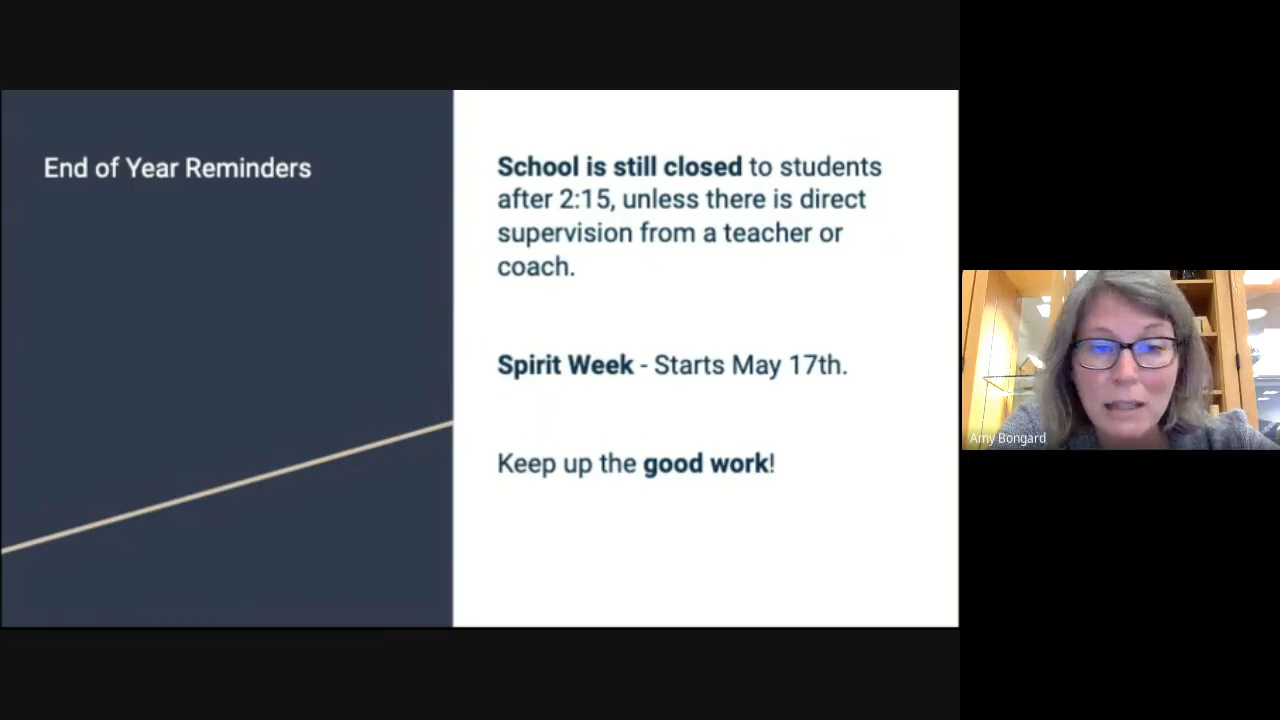 End of Year Reminders
School is still closed to students
after 2:15, unless there is direct
supervision from a teacher or
coach.
Spirit Week - Starts May 17th.
Keep up the good work!
Amy Bongard